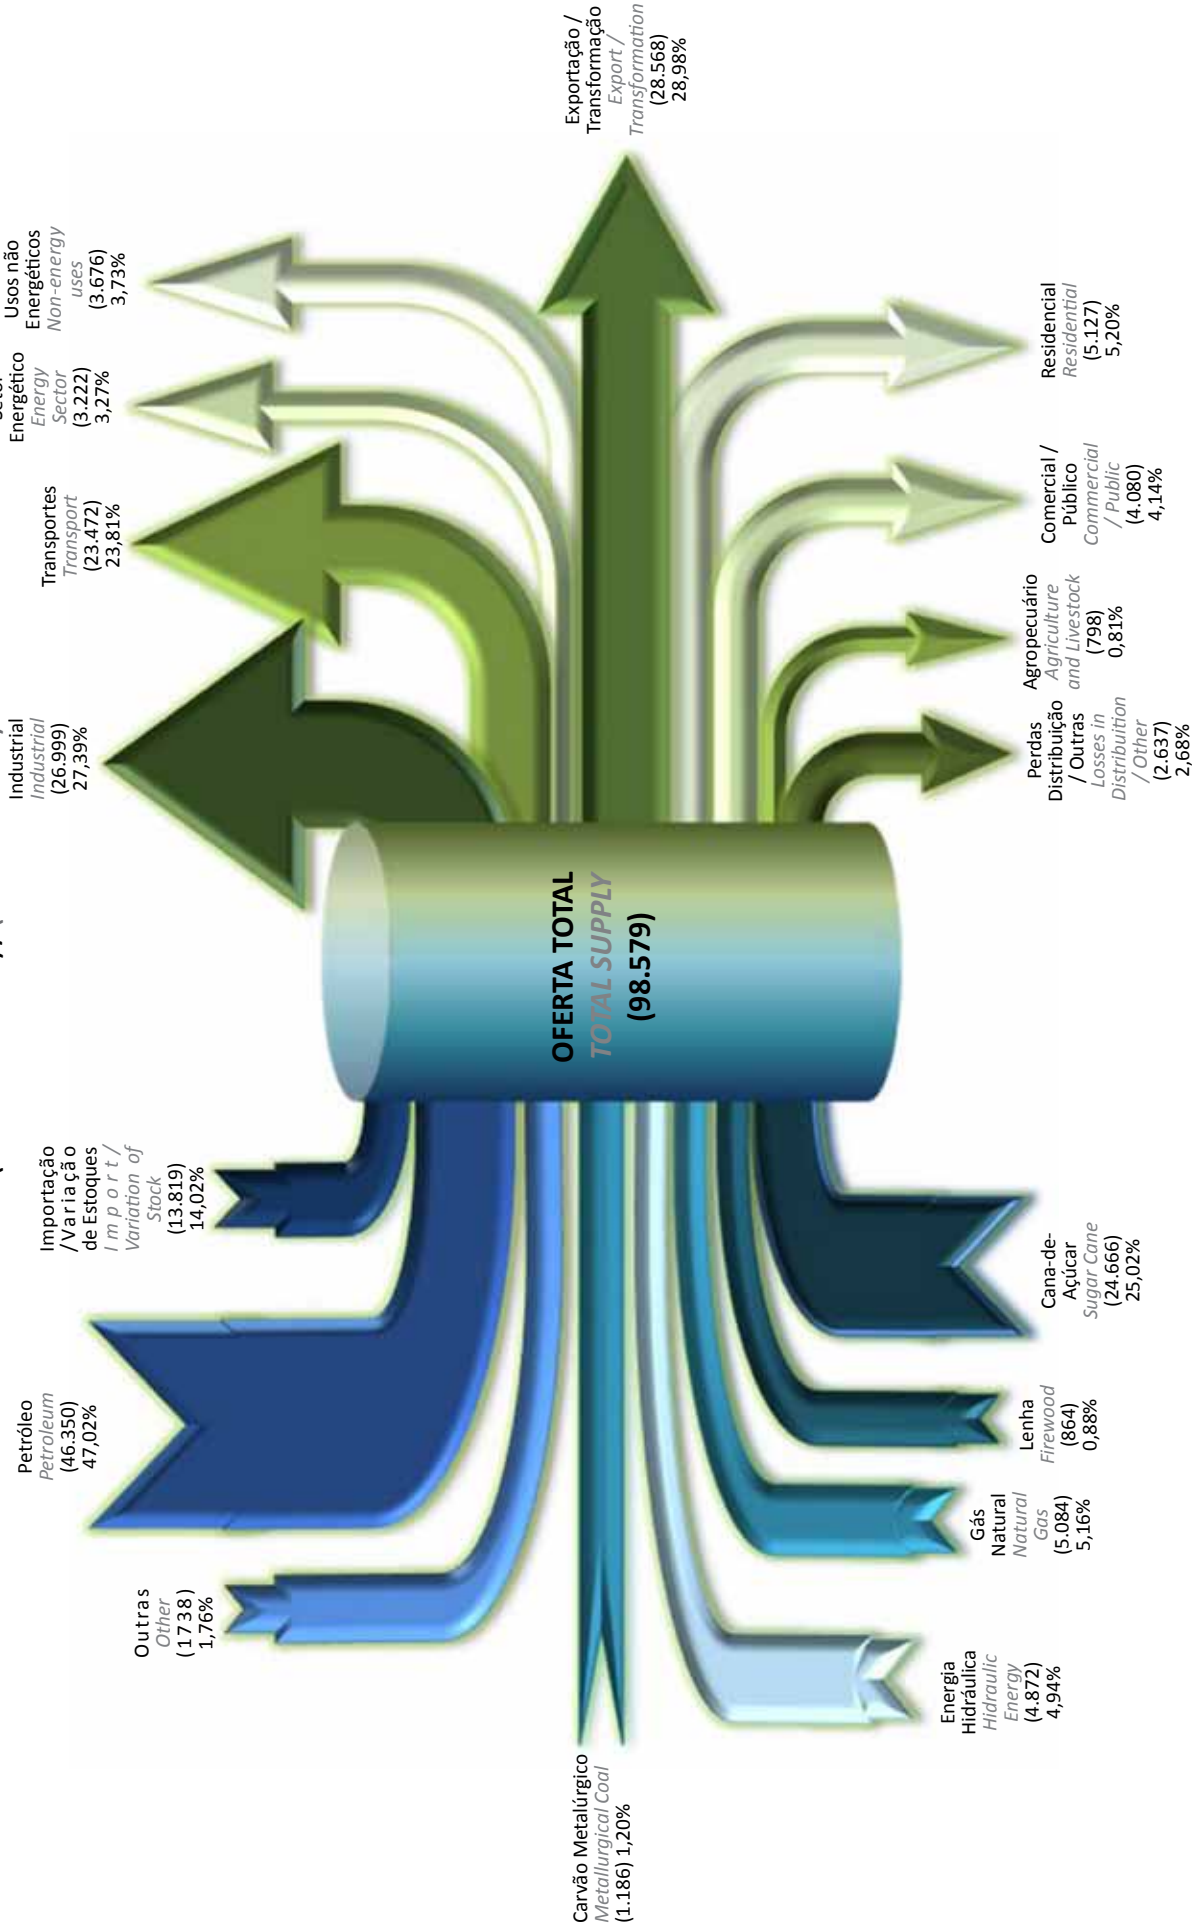 Usos não
Energéticos
Non-energy
uses
(3.676)
3,73%
Energético
Energy
Sector
(3.222)
3,27%
Transportes
Transport
(23.472)
23,81%
Industrial
Industrial
(26.999)
27,39%
Exportação /
Transformação
Export /
Transformation
(28.568)
28,98%
Residencial
Residential
(5.127)
5,20%
Comercial /
Público
Commercial
/ Public
(4.080)
4,14%
Agropecuário
Agriculture
and Livestock
(798)
0,81%
Perdas
Distribuição
/ Outras
Losses in
Distribuition
/ Other
(2.637)
2,68%
OFERTA TOTAL
TOTAL SUPPLY
(98.579)
Importação
/Variação
de Estoques
Import/
Variation of
Stock
(13.819)
14,02%
Petróleo
Petroleum
(46.350)
47,02%
Outras
Other
(1738)
1,76%
Carvão Metalúrgico
Metallurgical Coal
(1.186) 1,20%
Energia
Hidráulica
Hidraulic
Energy
(4.872)
4,94%
Gás
Natural
Natural
Gas
(5.084)
5,16%
Lenha
Firewood
(864)
0,88%
Cana-de-
Açúcar
Sugar Cane
(24.666)
25,02%